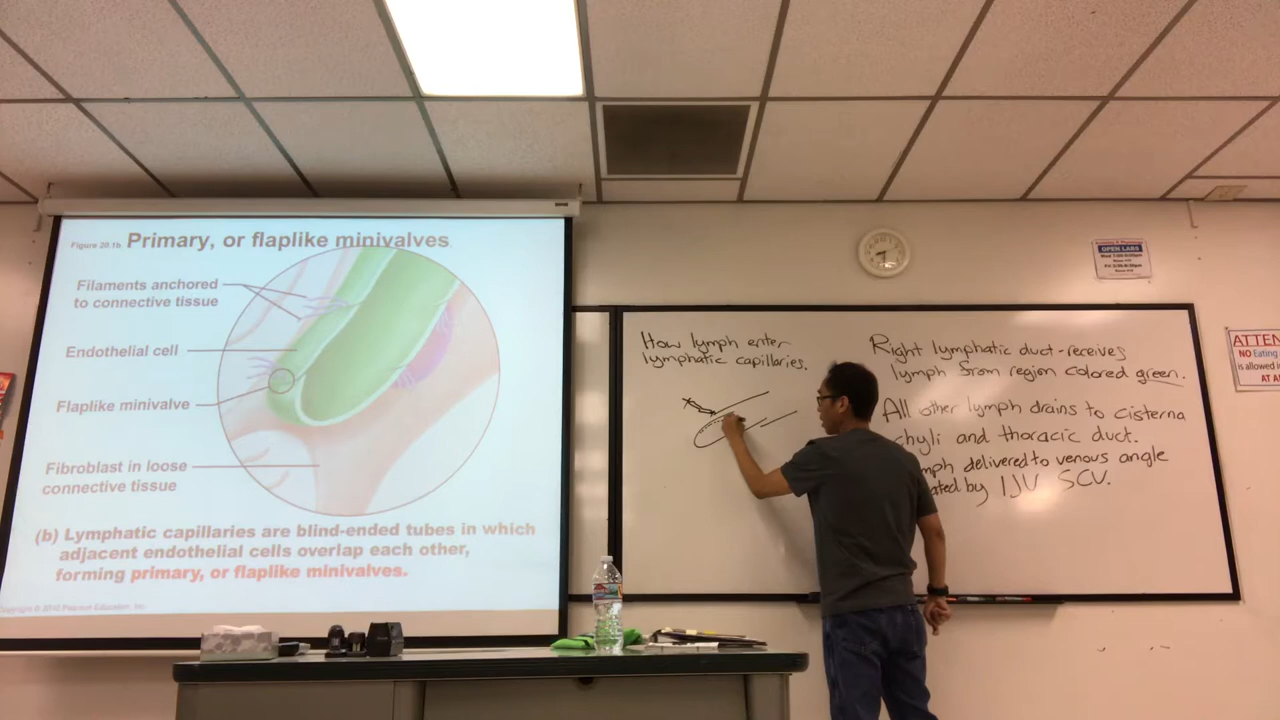 Figure 20.1b Primary, or flaplike minivalves
Filaments anchored
to connective tissue
Endothelial cell
Flaplike minivalve
Fibroblast in loose
connective tissue
(b) Lymphatic capillaries are blind-ended tubes in which
adjacent endothelial cells overlap each other,
forming primary, or flaplike minivalves.
How lymph enter
lymphatic capillaries.
Right lymphatic duct-receives
lymph from region colored green.
All other lymph drains to cisterna
chyli and thoracic duct.
mph delivered to venous angle
ated by IJV SCV.
OPEN LABS
ATTEN
NO Eating
is allowed i
AT A